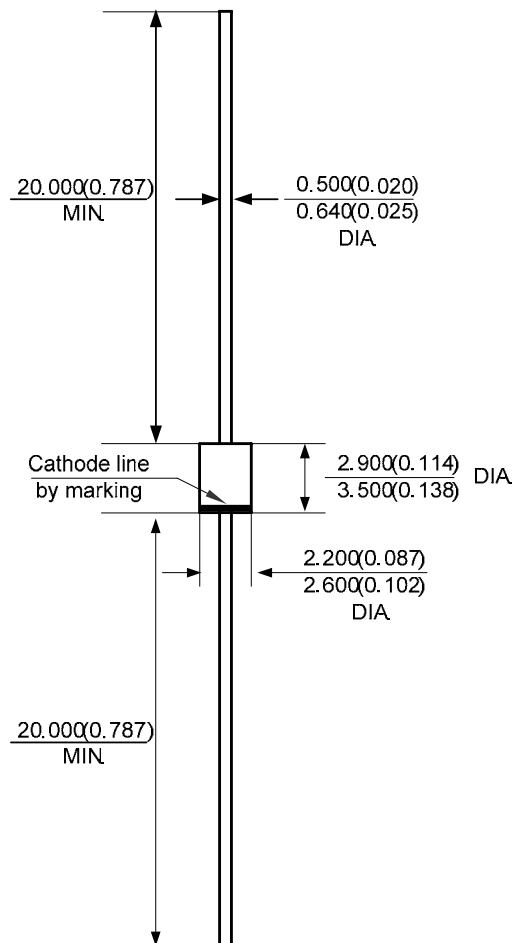 20.000(0.787)
MIN.
0.500(0.020)
0.640(0.025)
DIA.
Cathode line
by marking
2.900(0.114)
3.500(0.138)
DIA.
2.200(0.087)
2.600(0.102)
DIA.
20.000(0.787)
MIN.